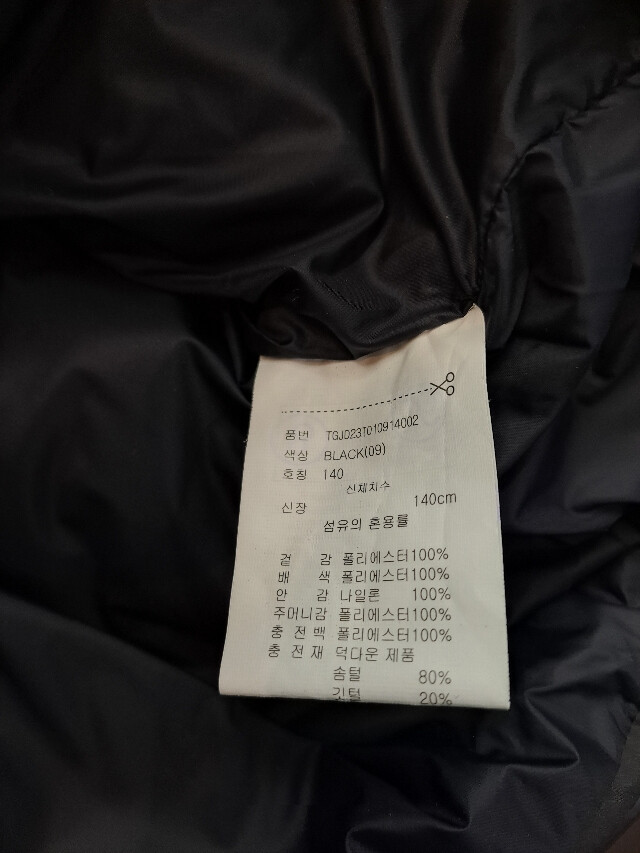 품번 TGJD23T010914002
색상 BLACK(09)
호칭 140
신체치수
신장 140cm
섬유의 혼용률
겉 감 폴리에스터100%
배 색 폴리에스터100%
안 감 나일론 100%
주머니감 폴리에스터100%
충 전 백 폴리에스터100%
충 전 재 덕다운 제품
솜털 80%
깃털 20%